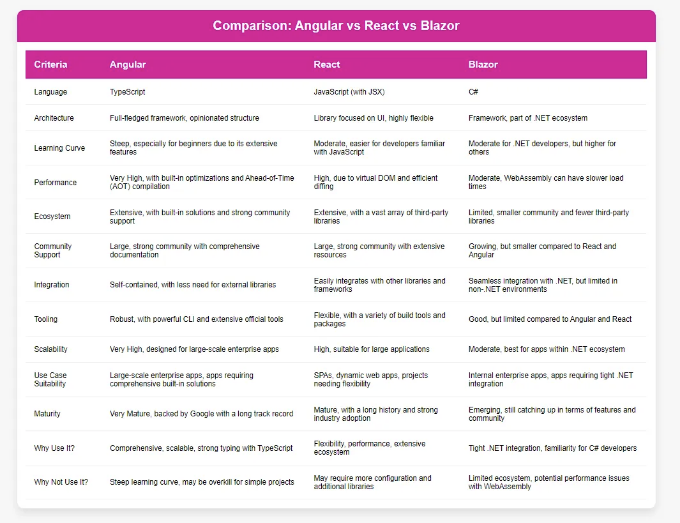 Comparison: Angular vs React vs Blazor
Criteria Angular React Blazor
Language TypeScript JavaScript (with JSX) C#
Architecture Full-fledged framework, opinionated structure Library focused on UI, highly flexible Framework, part of .NET ecosystem
Learning Curve Steep, especially for beginners due to its extensive features Moderate, easier for developers familiar with JavaScript Moderate for .NET developers, but higher for others
Performance Very High, with built-in optimizations and Ahead-of-Time (AOT) compilation High, due to virtual DOM and efficient diffing Moderate, WebAssembly can have slower load times
Ecosystem Extensive, with built-in solutions and strong community support Extensive, with a vast array of third-party libraries Limited, smaller community and fewer third-party libraries
Community Support Large, strong community with comprehensive documentation Large, strong community with extensive resources Growing, but smaller compared to React and Angular
Integration Self-contained, with less need for external libraries Easily integrates with other libraries and frameworks Seamless integration with .NET, but limited in non-.NET environments
Tooling Robust, with powerful CLI and extensive official tools Flexible, with a variety of build tools and packages Good, but limited compared to Angular and React
Scalability Very High, designed for large-scale enterprise apps High, suitable for large applications Moderate, best for apps within .NET ecosystem
Use Case Suitability Large-scale enterprise apps, apps requiring comprehensive built-in solutions SPAs, dynamic web apps, projects needing flexibility Internal enterprise apps, apps requiring tight .NET integration
Maturity Very Mature, backed by Google with a long track record Mature, with a long history and strong industry adoption Emerging, still catching up in terms of features and community
Why Use It? Comprehensive, scalable, strong typing with TypeScript Flexibility, performance, extensive ecosystem Tight .NET integration, familiarity for C# developers
Why Not Use It? Steep learning curve, may be overkill for simple projects May require more configuration and additional libraries Limited ecosystem, potential performance issues with WebAssembly